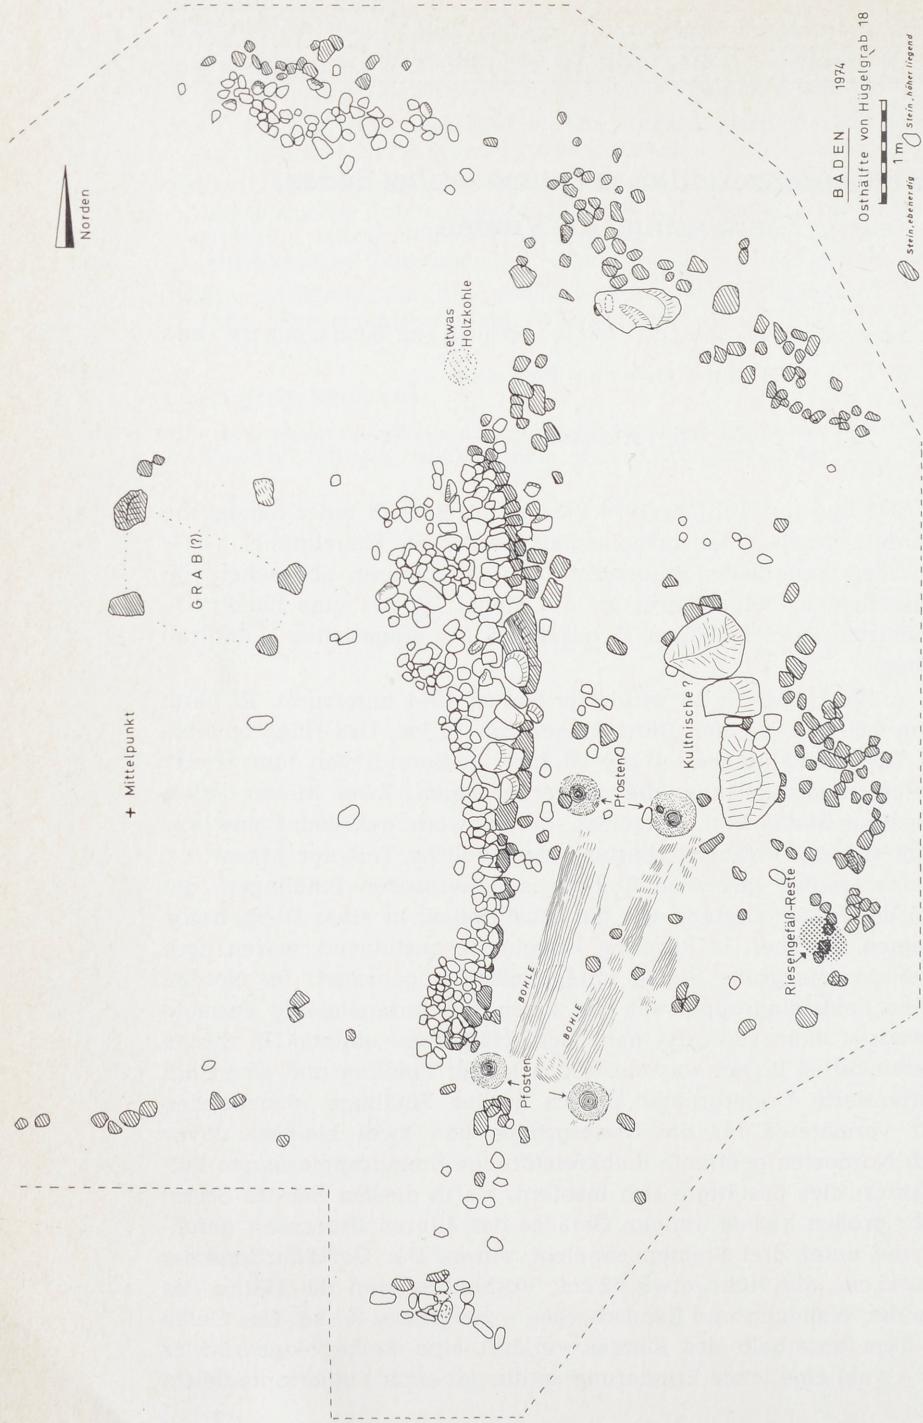 BADEN 1974
Osthälfte von Hügelgrab 18
1 m
Stein, ebenerdig
Stein, höher liegend
Norden
etwas
Holzkohle
GRAB (?)
+ Mittelpunkt
Kultnische ?
Pfosten
BOHLE
BOHLE
Pfosten
Riesengefäß-Reste